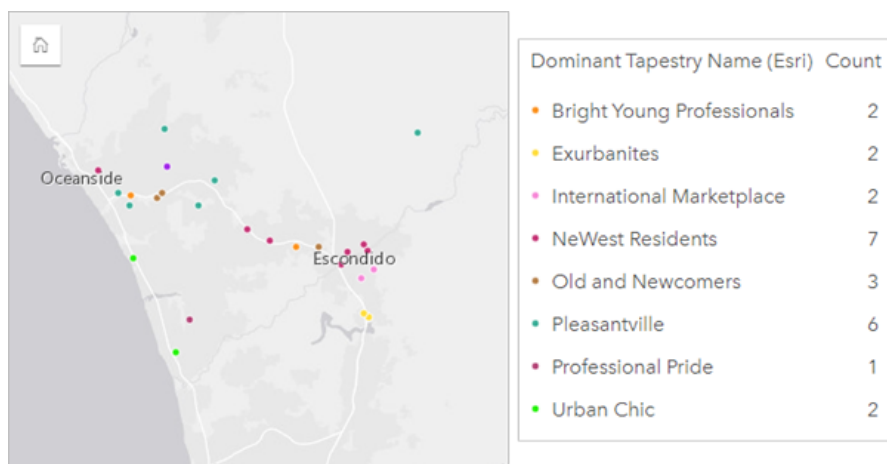 Oceanside
Escondido
Dominant Tapestry Name (Esri) Count
Bright Young Professionals 2
Exurbanites 2
International Marketplace 2
NeWest Residents 7
Old and Newcomers 3
Pleasantville 6
Professional Pride 1
Urban Chic 2